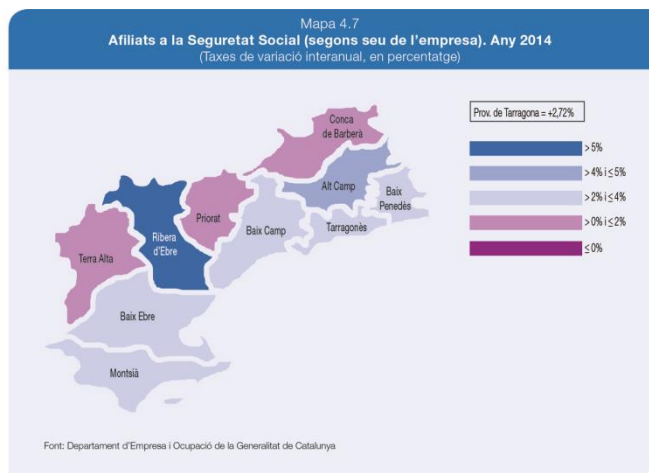 Mapa 4.7
Afiliats a la Seguretat Social (segons seu de l'empresa). Any 2014
(Taxes de variació interanual, en percentatge)
Prov. de Tarragona = +2,72%
> 5%
> 4% i ≤ 5%
> 2% i ≤ 4%
> 0% i ≤ 2%
≤ 0%
Conca
de Barberà
Alt Camp
Baix
Penedès
Priorat
Baix Camp
Tarragonès
Ribera
d'Ebre
Terra Alta
Baix Ebre
Montsià
Font: Departament d'Empresa i Ocupació de la Generalitat de Catalunya